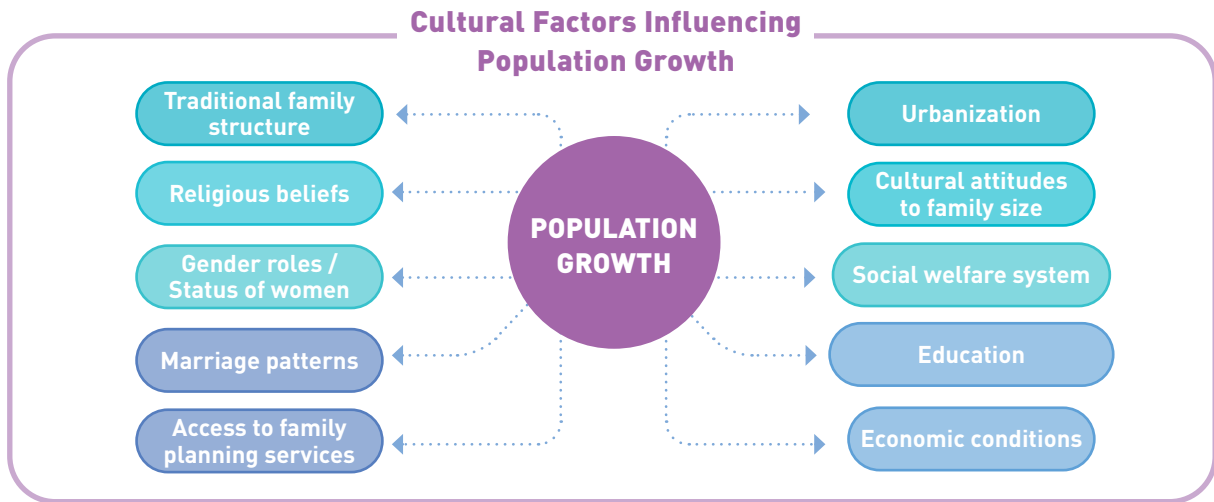 Cultural Factors Influencing
Population Growth
Traditional family
structure
Religious beliefs
Gender roles /
Status of women
Marriage patterns
Access to family
planning services
POPULATION
GROWTH
Urbanization
Cultural attitudes
to family size
Social welfare system
Education
Economic conditions